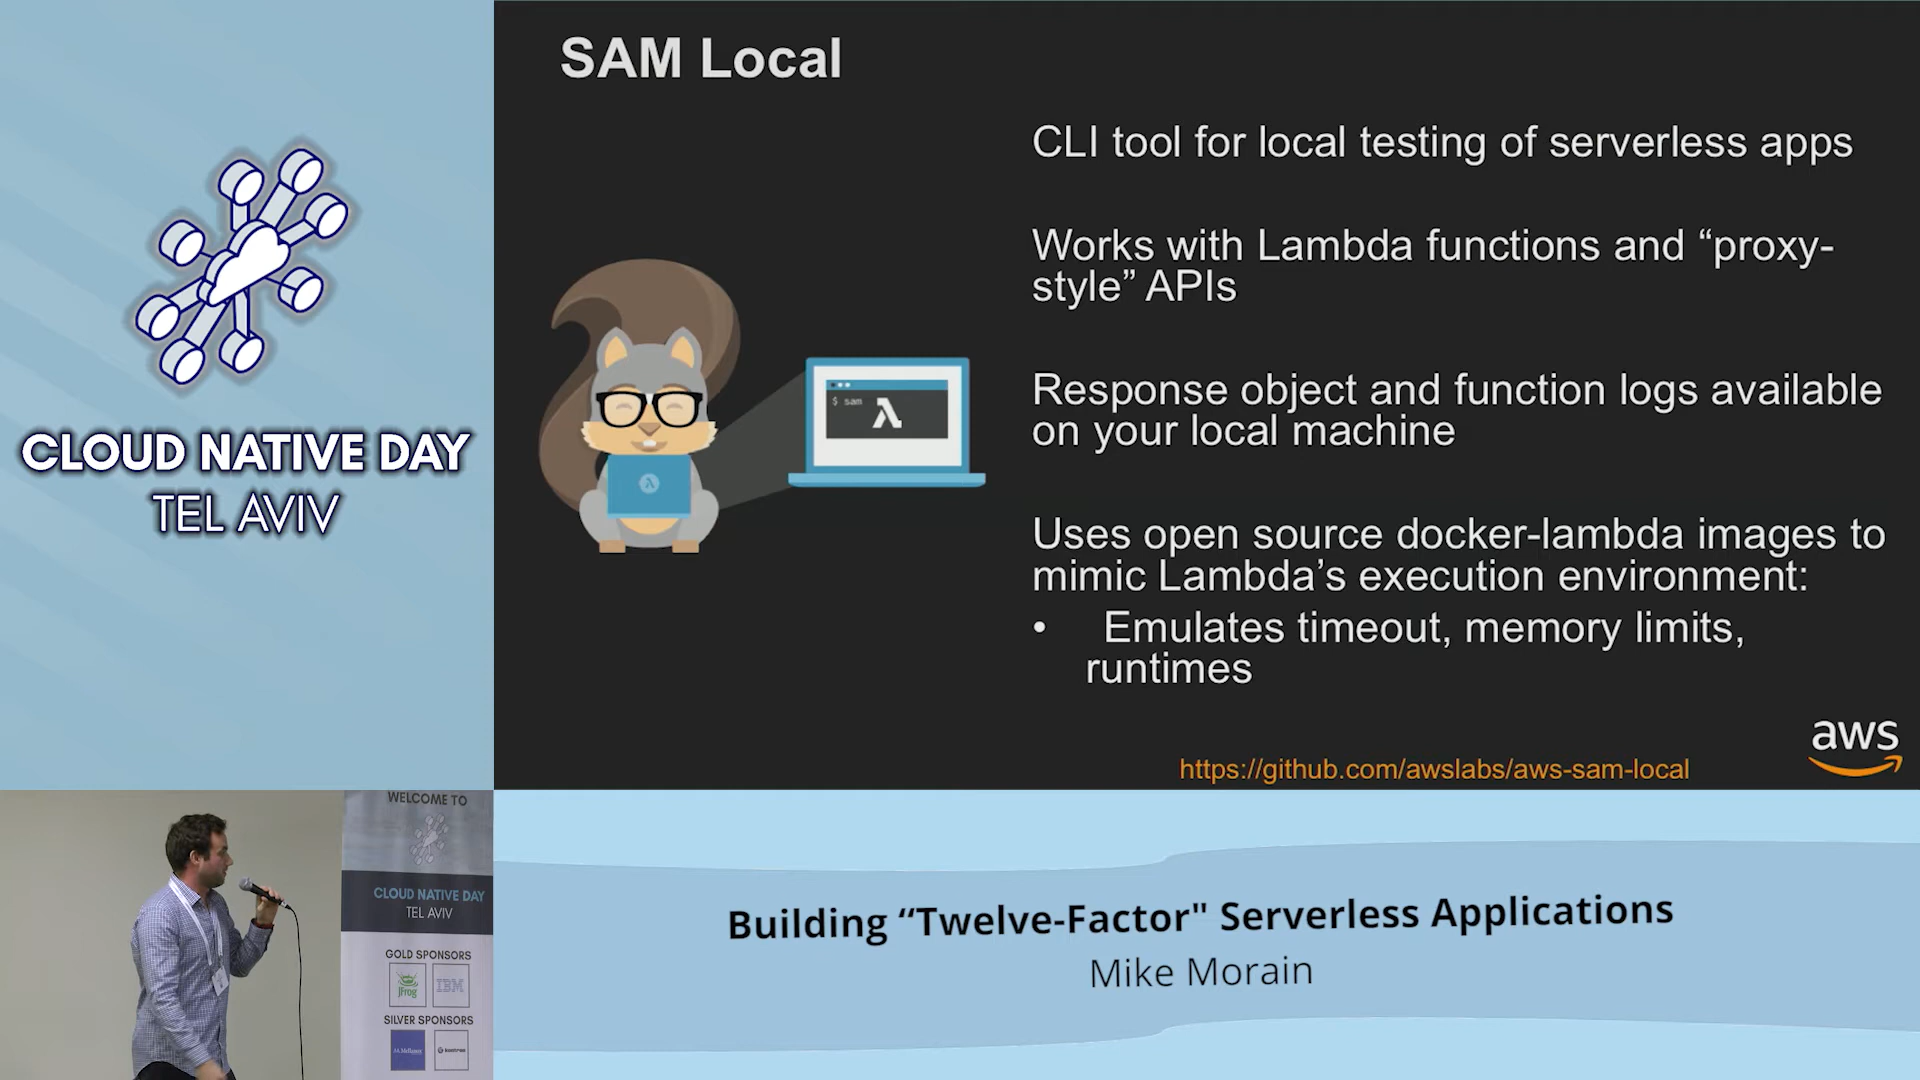 SAM Local
CLI tool for local testing of serverless apps
Works with Lambda functions and “proxy-
style” APIs
Response object and function logs available
on your local machine
Uses open source docker-lambda images to
mimic Lambda’s execution environment:
• Emulates timeout, memory limits,
runtimes
$ sam
https://github.com/awslabs/aws-sam-local
aws
CLOUD NATIVE DAY
TEL AVIV
WELCOME TO
CLOUD NATIVE DAY
TEL AVIV
GOLD SPONSORS
JFrog
IBM
SILVER SPONSORS
Building “Twelve-Factor" Serverless Applications
Mike Morain